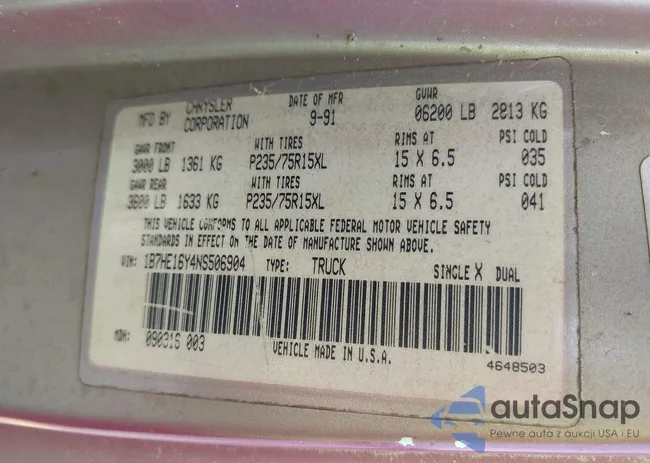 MFD BY CHRYSLER CORPORATION DATE OF MFR 9-91 GVWR 06200 LB 2813 KG
GAWR FRONT WITH TIRES RIMS AT PSI COLD
3000 LB 1361 KG P235/75R15XL 15 X 6.5 035
GAWR REAR WITH TIRES RIMS AT PSI COLD
3600 LB 1633 KG P235/75R15XL 15 X 6.5 041
THIS VEHICLE CONFORMS TO ALL APPLICABLE FEDERAL MOTOR VEHICLE SAFETY
STANDARDS IN EFFECT ON THE DATE OF MANUFACTURE SHOWN ABOVE.
VIN: 1B7HE16Y4NS506904 TYPE: TRUCK SINGLE X DUAL
MDH: 090316 003 VEHICLE MADE IN U.S.A. 4648503
autoSnap
Pewne auta z aukcji USA i EU